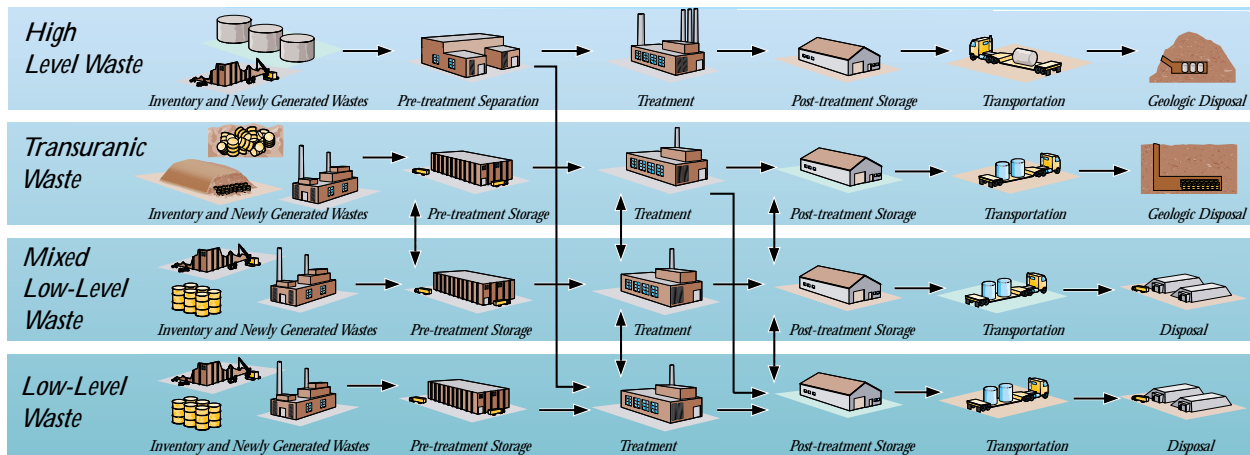 High
Level Waste
Inventory and Newly Generated Wastes
Pre-treatment Separation
Treatment
Post-treatment Storage
Transportation
Geologic Disposal
Transuranic
Waste
Inventory and Newly Generated Wastes
Pre-treatment Storage
Treatment
Post-treatment Storage
Transportation
Geologic Disposal
Mixed
Low-Level
Waste
Inventory and Newly Generated Wastes
Pre-treatment Storage
Treatment
Post-treatment Storage
Transportation
Disposal
Low-Level
Waste
Inventory and Newly Generated Wastes
Pre-treatment Storage
Treatment
Post-treatment Storage
Transportation
Disposal